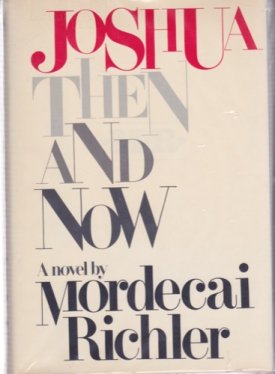 JOSHUA
THEN
AND
NOW
A novel by
Mordecai
Richler